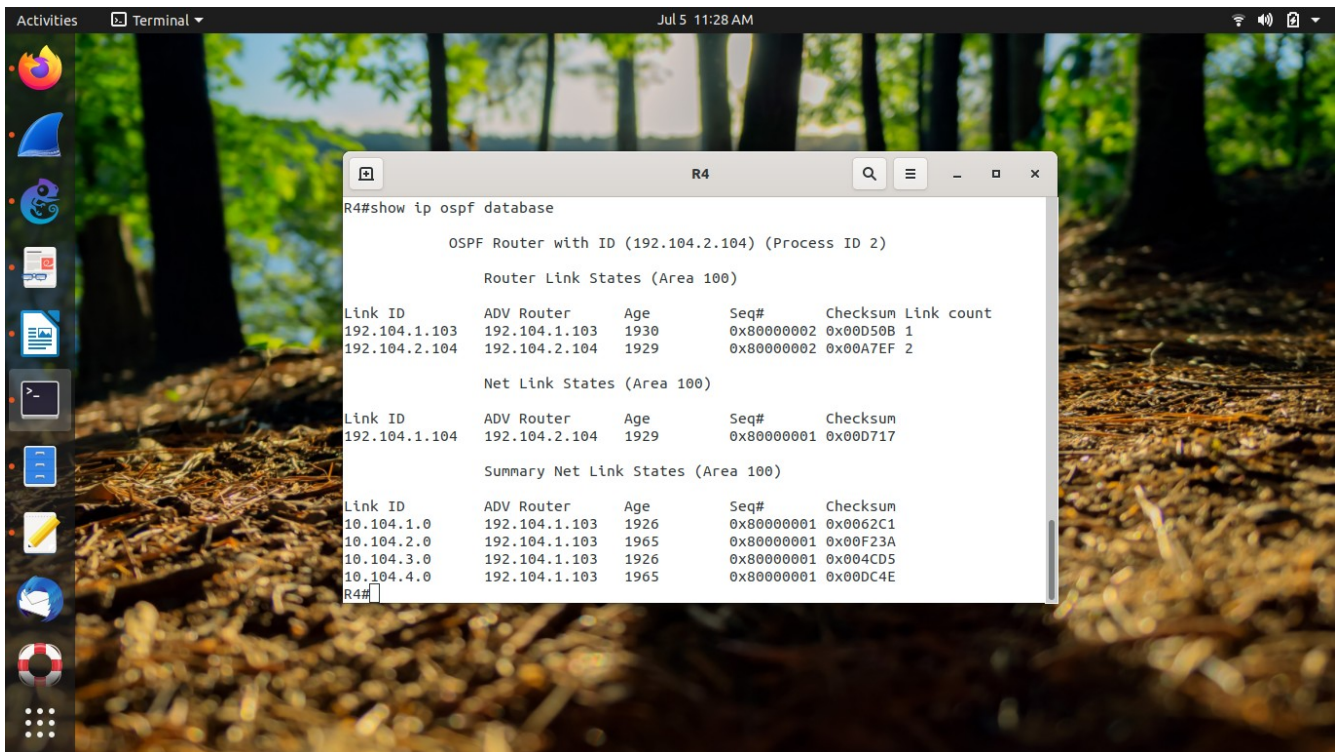 Activities Terminal Jul 5 11:28 AM
R4
R4#show ip ospf database
OSPF Router with ID (192.104.2.104) (Process ID 2)
Router Link States (Area 100)
Link ID ADV Router Age Seq# Checksum Link count
192.104.1.103 192.104.1.103 1930 0x80000002 0x00D50B 1
192.104.2.104 192.104.2.104 1929 0x80000002 0x00A7EF 2
Net Link States (Area 100)
Link ID ADV Router Age Seq# Checksum
192.104.1.104 192.104.2.104 1929 0x80000001 0x00D717
Summary Net Link States (Area 100)
Link ID ADV Router Age Seq# Checksum
10.104.1.0 192.104.1.103 1926 0x80000001 0x0062C1
10.104.2.0 192.104.1.103 1965 0x80000001 0x00F23A
10.104.3.0 192.104.1.103 1926 0x80000001 0x004CD5
10.104.4.0 192.104.1.103 1965 0x80000001 0x00DC4E
R4#